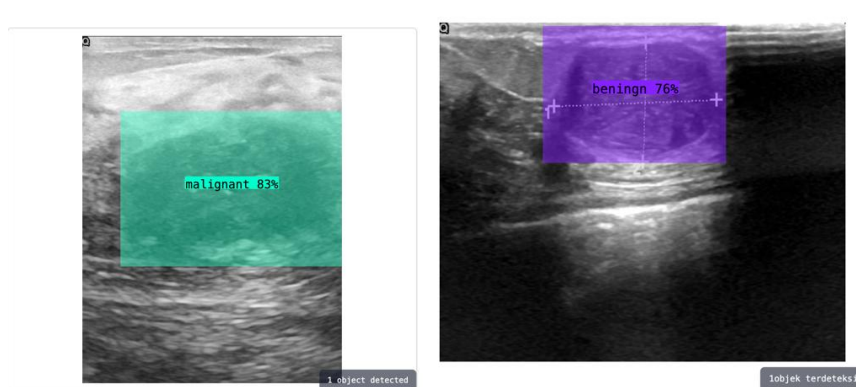 malignant 83%
1 object detected
beningn 76%
1objek terdeteksi